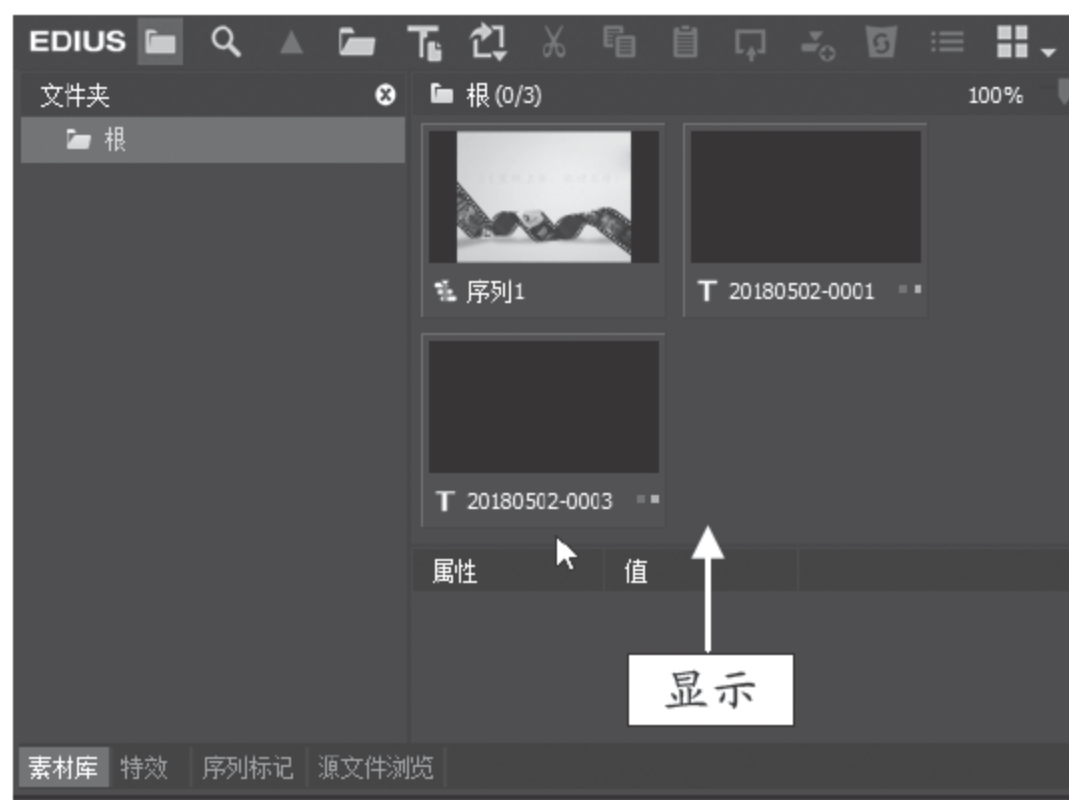 EDIUS
文件夹
根 (0/3)
100%
根
序列1
T 20180502-0001
T 20180502-0003
属性
值
显示
素材库 特效 序列标记 源文件浏览